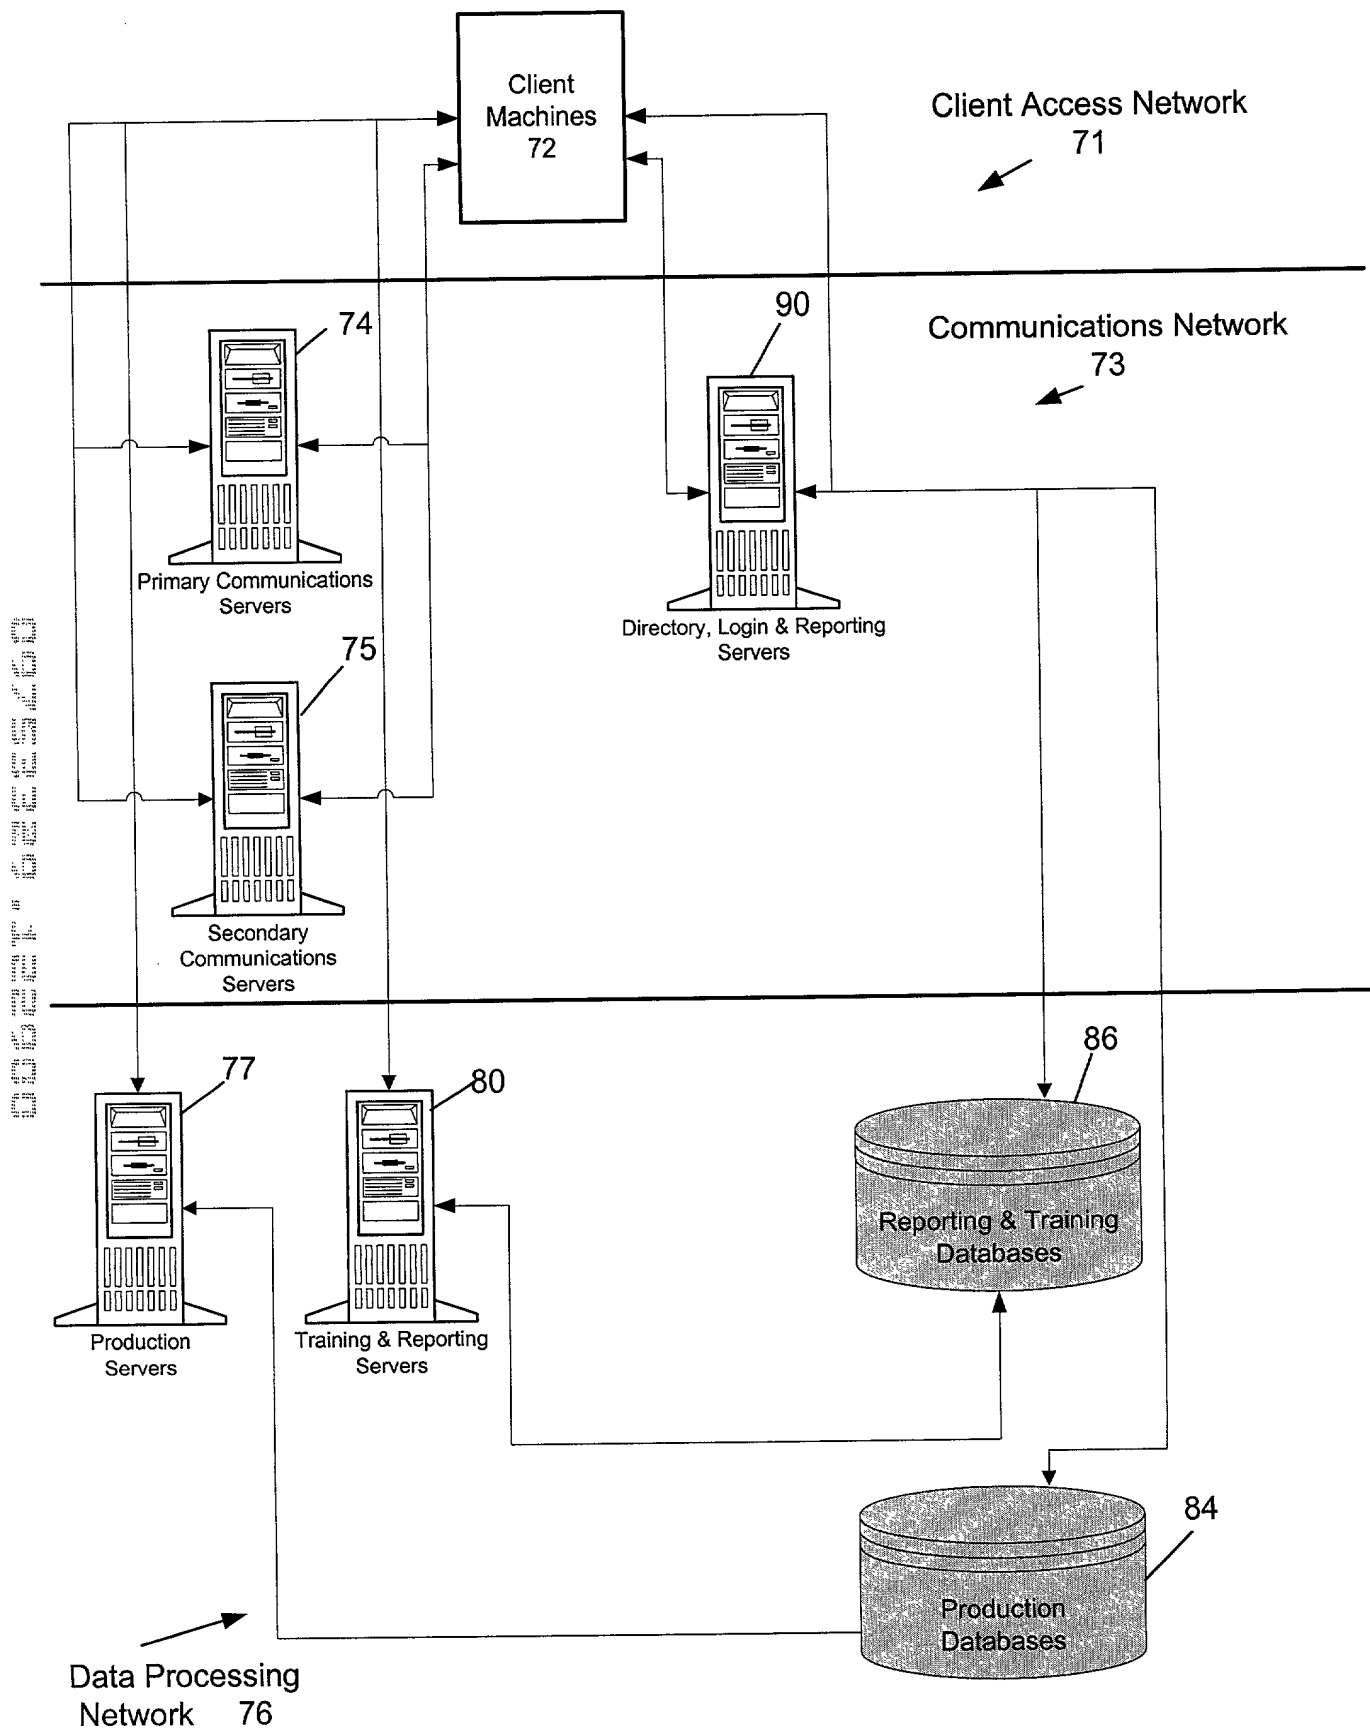 Client
Machines
72
Client Access Network
71
74
90
Communications Network
73
Primary Communications
Servers
Directory, Login & Reporting
Servers
75
Secondary
Communications
Servers
77
80
86
Reporting & Training
Databases
Production
Servers
Training & Reporting
Servers
84
Production
Databases
Data Processing
Network 76